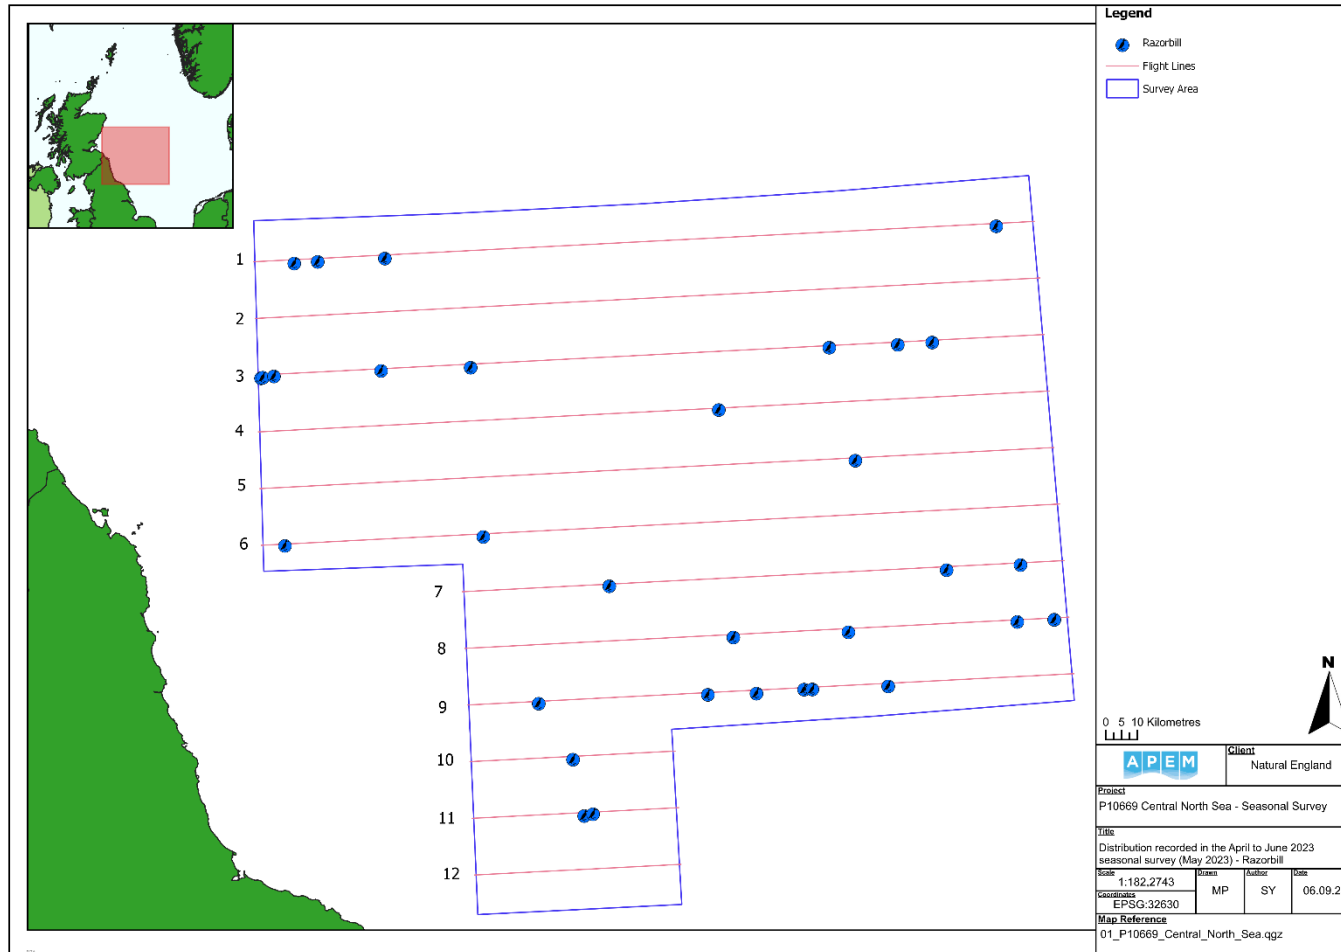 Legend
Razorbill
Flight Lines
Survey Area
1
2
3
4
5
6
7
8
9
10
11
12
N
0 5 10 Kilometres
APEM
Client
Natural England
Project
P10669 Central North Sea - Seasonal Survey
Title
Distribution recorded in the April to June 2023
seasonal survey (May 2023) - Razorbill
Scale
1:182,2743
Drawn
MP
Author
SY
Date
06.09.2
Coordinates
EPSG:32630
Map Reference
01_P10669_Central_North_Sea.qgz